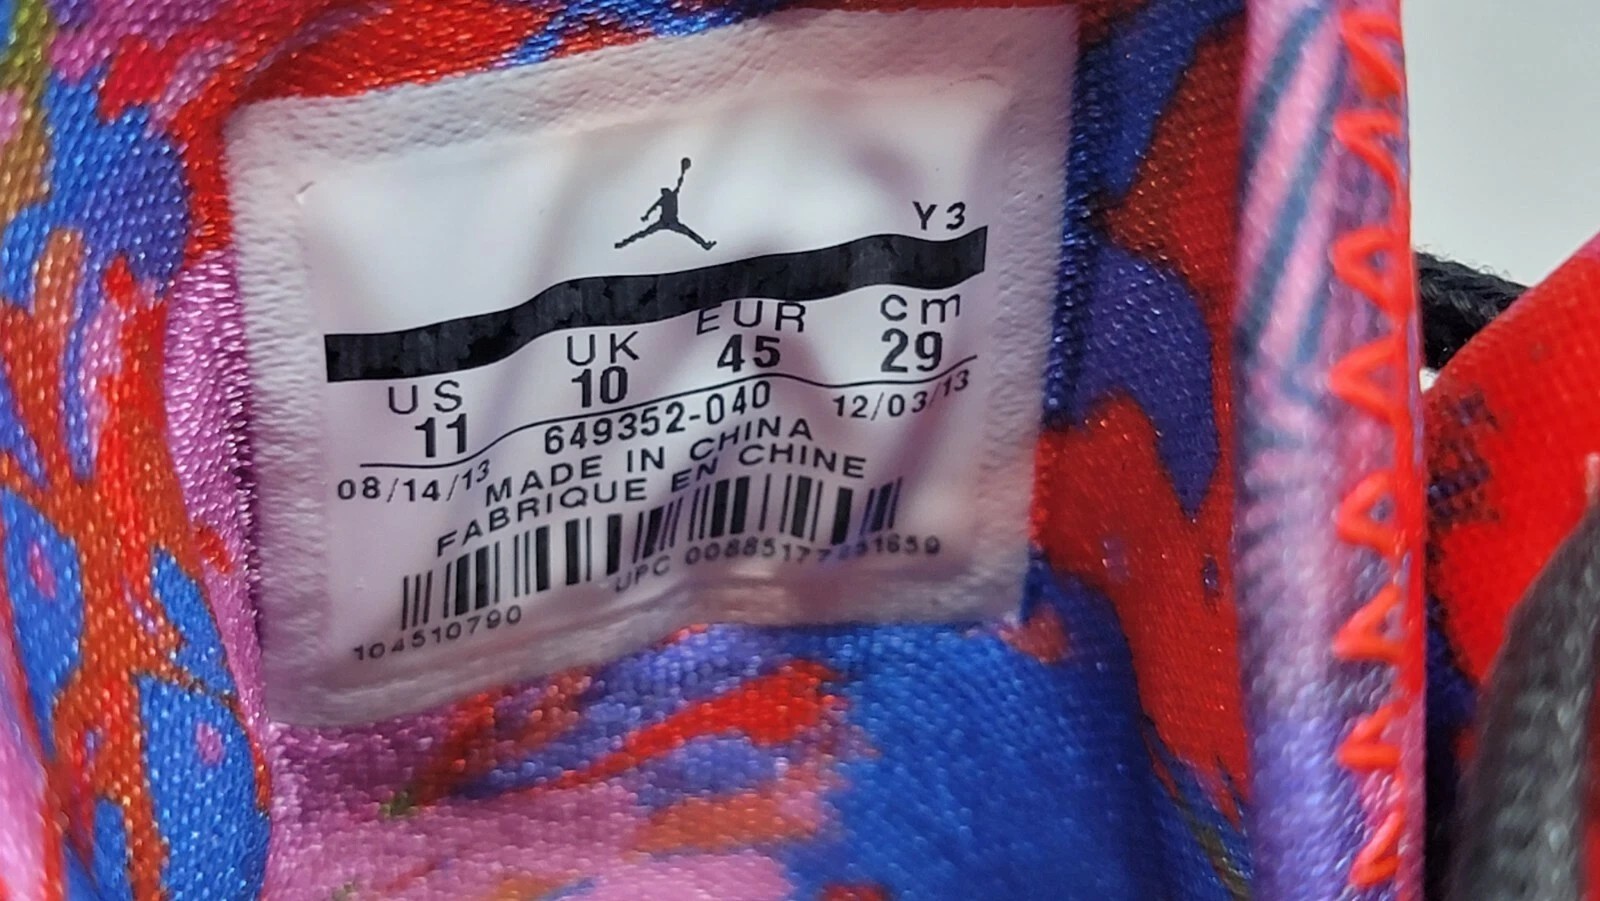 Y3
US UK EUR cm
11 10 45 29
08/14/13 649352-040 12/03/13
MADE IN CHINA
FABRIQUE EN CHINE
104510790 UPC